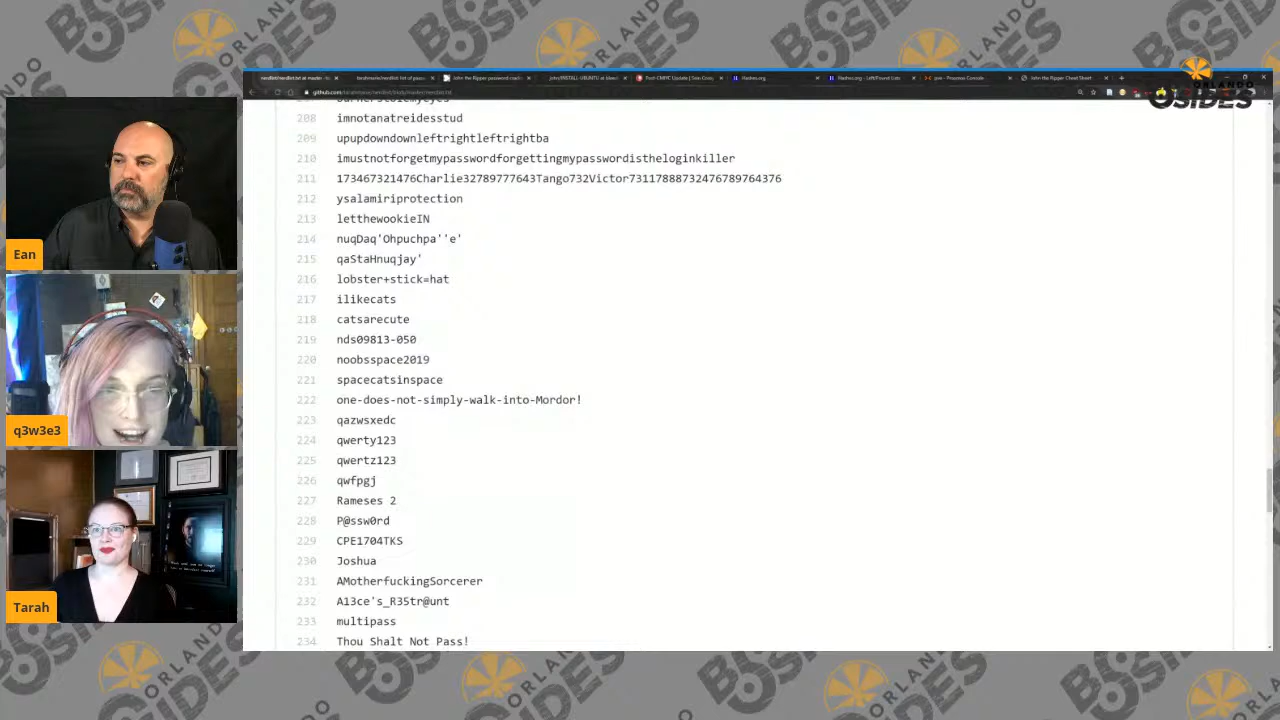 BSIDES ORLANDO
Ean
q3w3e3
Tarah
208 imnotanatreidesstud
209 upupdowndownleftrightleftrightba
210 imustnotforgetmypasswordforgettingmypasswordistheloginkiller
211 173467321476Charlie32789777643Tango732Victor73117888732476789764376
212 ysalamiriprotection
213 letthewookieIN
214 nuqDaq'Ohpuchpa''e'
215 qaStaHnuqjay'
216 lobster+stick=hat
217 ilikecats
218 catsarecute
219 nds09813-050
220 noobsspace2019
221 spacecatsinspace
222 one-does-not-simply-walk-into-Mordor!
223 qazwsxedc
224 qwerty123
225 qwertz123
226 qwfpgj
227 Rameses 2
228 P@ssw0rd
229 CPE1704TKS
230 Joshua
231 AMotherfuckingSorcerer
232 A13ce's_R35tr@unt
233 multipass
234 Thou Shalt Not Pass!